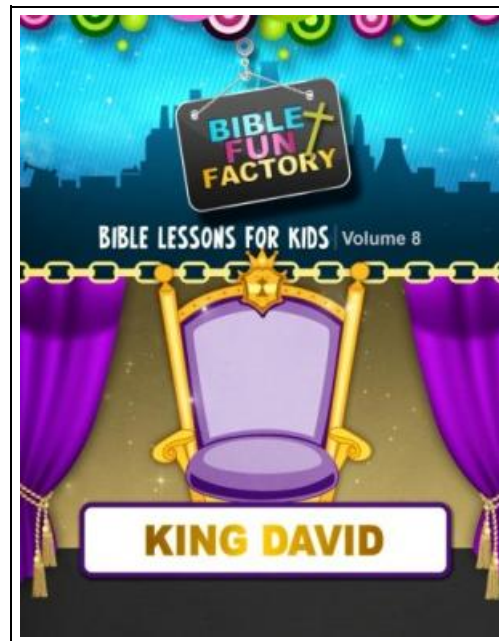 BIBLE
FUN
FACTORY
BIBLE LESSONS FOR KIDS | Volume 8
KING DAVID